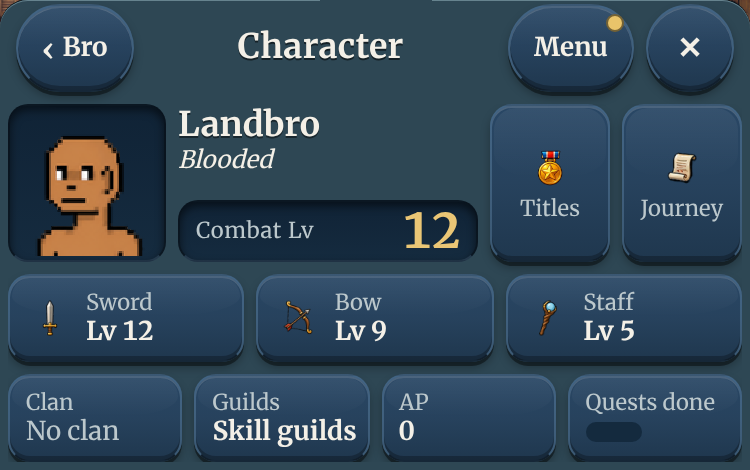 ‹ Bro
Character
Menu
×
Landbro
Blooded
Combat Lv
12
Titles
Journey
Sword
Lv 12
Bow
Lv 9
Staff
Lv 5
Clan
No clan
Guilds
Skill guilds
AP
0
Quests done